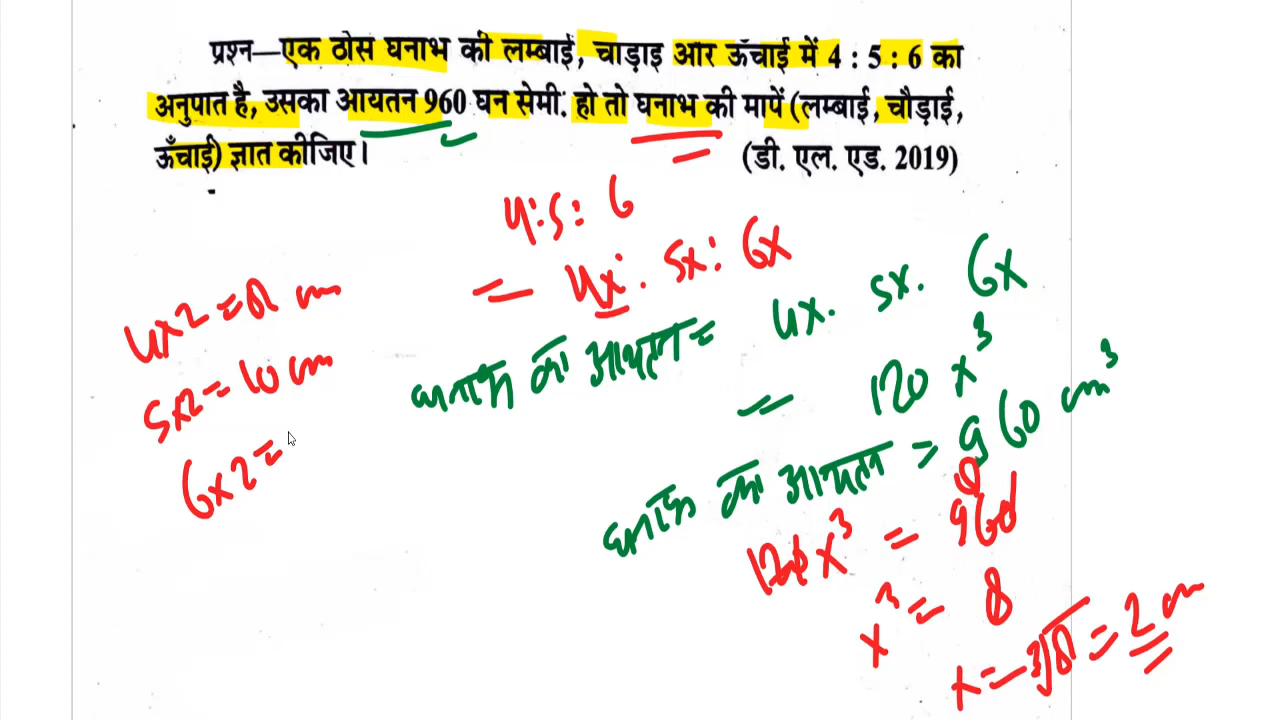 प्रश्न—एक ठोस घनाभ की लम्बाई, चाड़ाइ आर ऊँचाई में 4 : 5 : 6 का
अनुपात है, उसका आयतन 960 घन सेमी. हो तो घनाभ की मापें (लम्बाई, चौड़ाई,
ऊँचाई) ज्ञात कीजिए।
(डी. एल. एड. 2019)
4:5:6
= 4x: 5x: 6x
घनाभ का आयतन = 4x. 5x. 6x
= 120 x³
घनाभ का आयतन = 960 cm³
120x³ = 960
8
x³ = 8
x = ³√8 = 2 cm
4x2 = 8 cm
5x2 = 10 cm
6x2 =